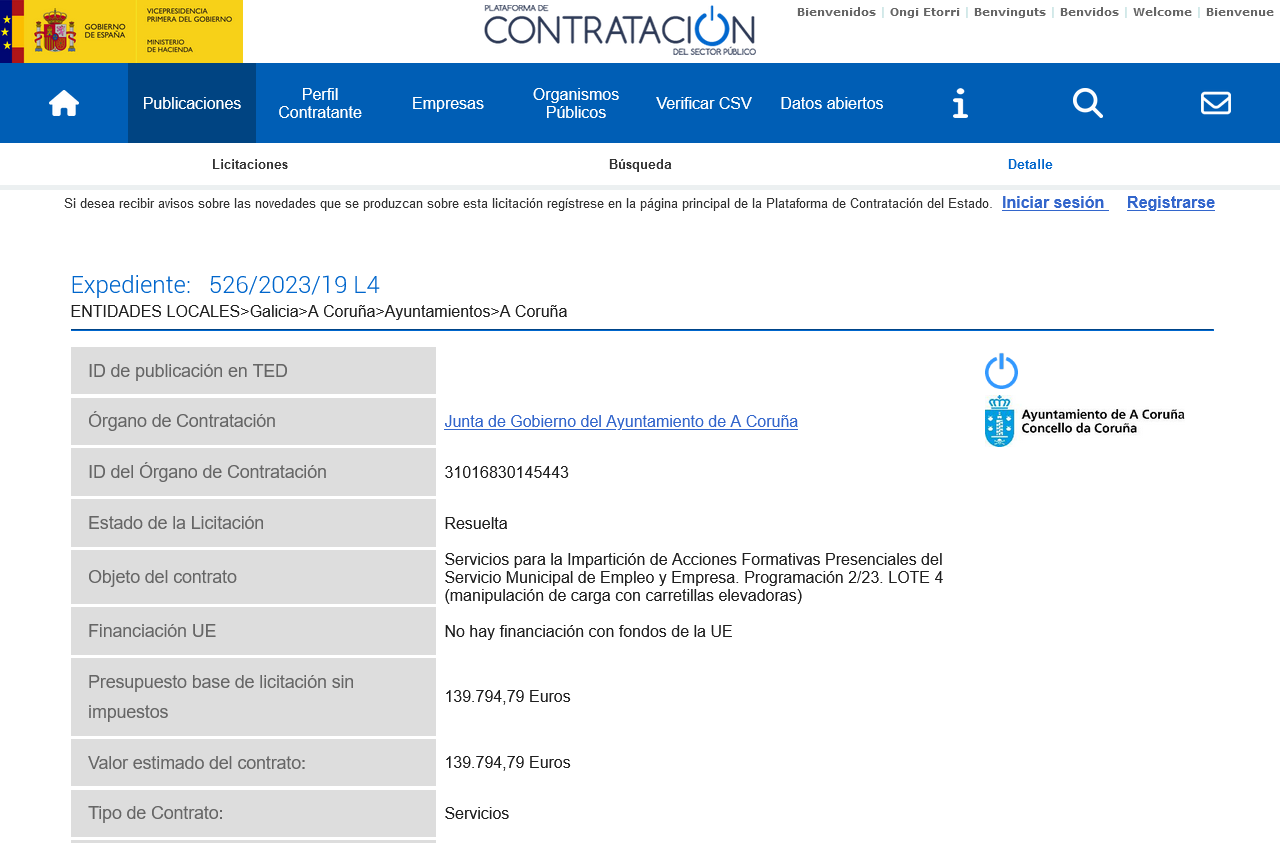 GOBIERNO
DE ESPAÑA
VICEPRESIDENCIA
PRIMERA DEL GOBIERNO
MINISTERIO
DE HACIENDA
PLATAFORMA DE
CONTRATACIÓN
DEL SECTOR PÚBLICO
Bienvenidos | Ongi Etorri | Benvinguts | Benvidos | Welcome | Bienvenue
Publicaciones
Perfil
Contratante
Empresas
Organismos
Públicos
Verificar CSV
Datos abiertos
Licitaciones
Búsqueda
Detalle
Si desea recibir avisos sobre las novedades que se produzcan sobre esta licitación regístrese en la página principal de la Plataforma de Contratación del Estado. Iniciar sesión Registrarse
Expediente: 526/2023/19 L4
ENTIDADES LOCALES>Galicia>A Coruña>Ayuntamientos>A Coruña
ID de publicación en TED
Órgano de Contratación
Junta de Gobierno del Ayuntamiento de A Coruña
Ayuntamiento de A Coruña
Concello da Coruña
ID del Órgano de Contratación
31016830145443
Estado de la Licitación
Resuelta
Objeto del contrato
Servicios para la Impartición de Acciones Formativas Presenciales del
Servicio Municipal de Empleo y Empresa. Programación 2/23. LOTE 4
(manipulación de carga con carretillas elevadoras)
Financiación UE
No hay financiación con fondos de la UE
Presupuesto base de licitación sin
impuestos
139.794,79 Euros
Valor estimado del contrato:
139.794,79 Euros
Tipo de Contrato:
Servicios